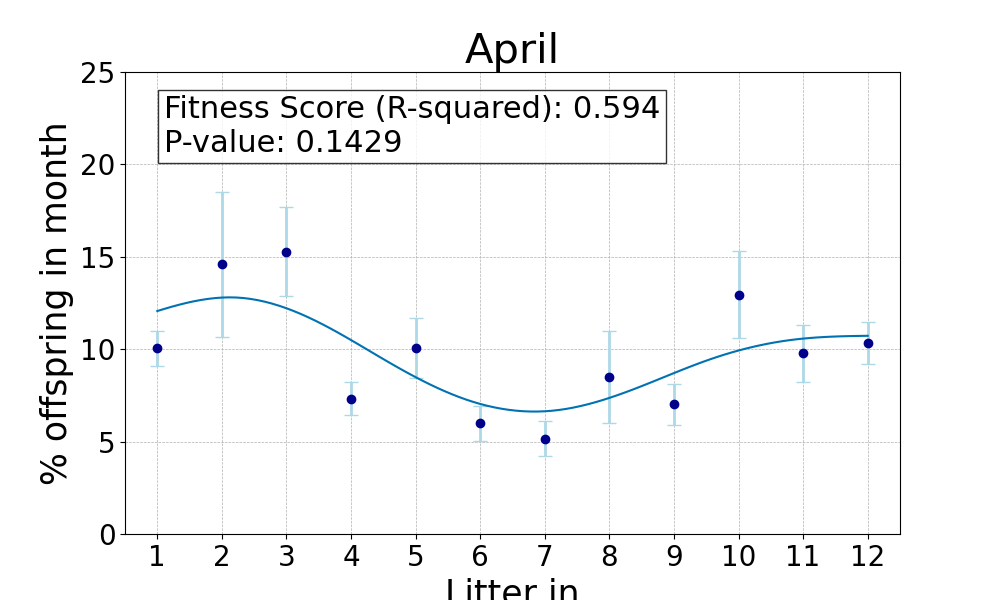 April
Fitness Score (R-squared): 0.594
P-value: 0.1429
% offspring in month
25
20
15
10
5
0
1 2 3 4 5 6 7 8 9 10 11 12
Litter in